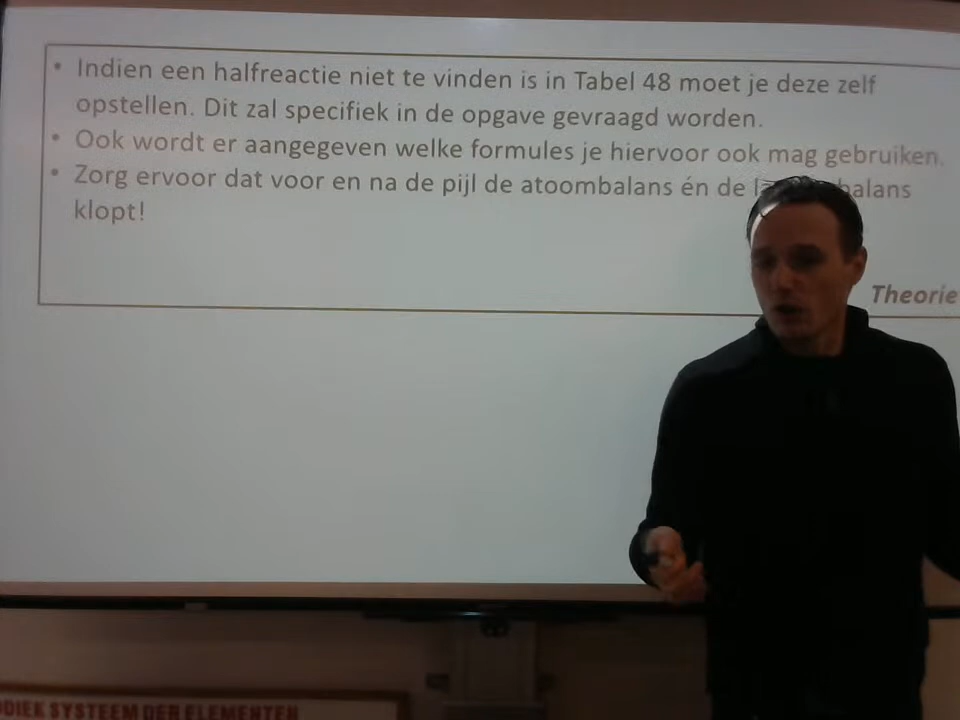 • Indien een halfreactie niet te vinden is in Tabel 48 moet je deze zelf
opstellen. Dit zal specifiek in de opgave gevraagd worden.
• Ook wordt er aangegeven welke formules je hiervoor ook mag gebruiken.
• Zorg ervoor dat voor en na de pijl de atoombalans én de
klopt!
Theorie
SYSTEEM DER ELEMENTEN